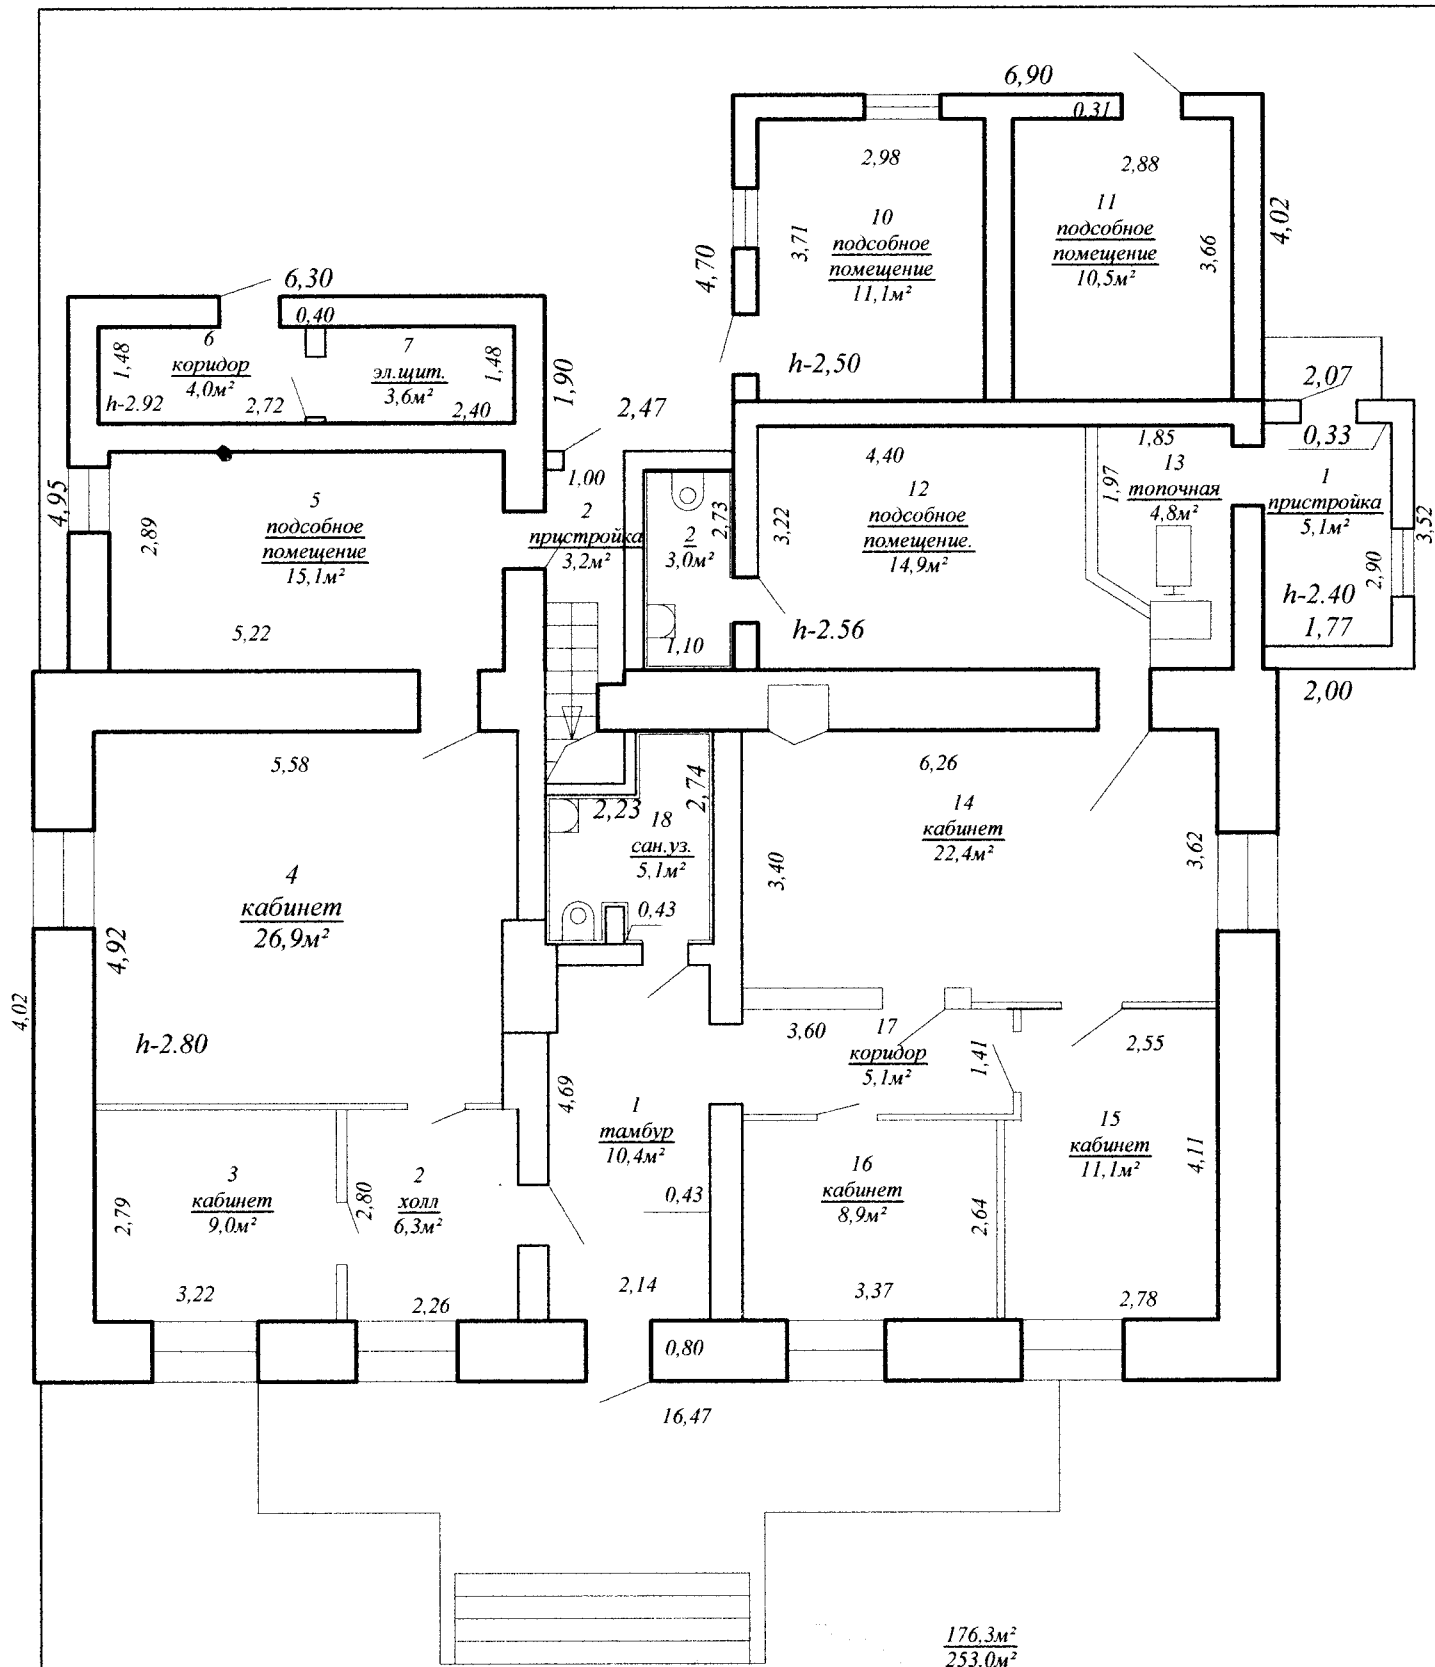 6,90
0,31
2,98
2,88
10
подсобное
помещение
11,1м²
3,71
11
подсобное
помещение
10,5м²
3,66
4,02
4,70
h-2,50
6,30
0,40
6
коридор
4,0м²
1,48
h-2.92
2,72
7
эл.щит.
3,6м²
1,48
2,40
1,90
2,47
1,00
2,07
0,33
4,95
2,89
5
подсобное
помещение
15,1м²
5,22
2
пристройка
3,2м²
2
3,0м²
2,73
1,10
4,40
3,22
12
подсобное
помещение.
14,9м²
h-2.56
1,85
1,97
13
топочная
4,8м²
1
пристройка
5,1м²
3,52
2,90
h-2.40
1,77
2,00
5,58
4
кабинет
26,9м²
4,92
4,02
h-2.80
2,23
2,74
18
сан.уз.
5,1м²
0,43
6,26
14
кабинет
22,4м²
3,40
3,62
3,60
17
коридор
5,1м²
1,41
2,55
4,69
1
тамбур
10,4м²
0,43
2,14
3
кабинет
9,0м²
2,79
3,22
2,80
2
холл
6,3м²
2,26
16
кабинет
8,9м²
2,64
3,37
15
кабинет
11,1м²
4,11
2,78
0,80
16,47
176,3м²
253,0м²